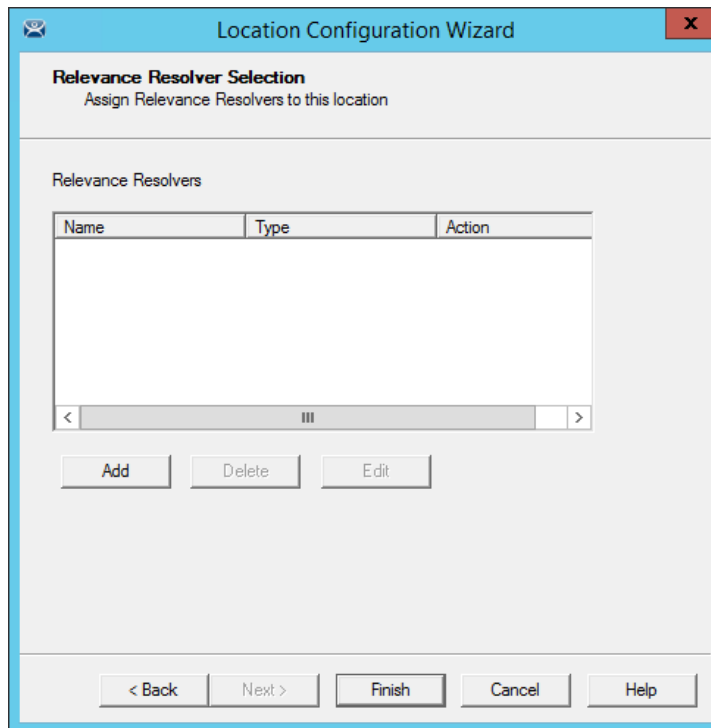 Location Configuration Wizard
x
Relevance Resolver Selection
Assign Relevance Resolvers to this location
Relevance Resolvers
Name Type Action
< III >
Add Delete Edit
< Back Next > Finish Cancel Help